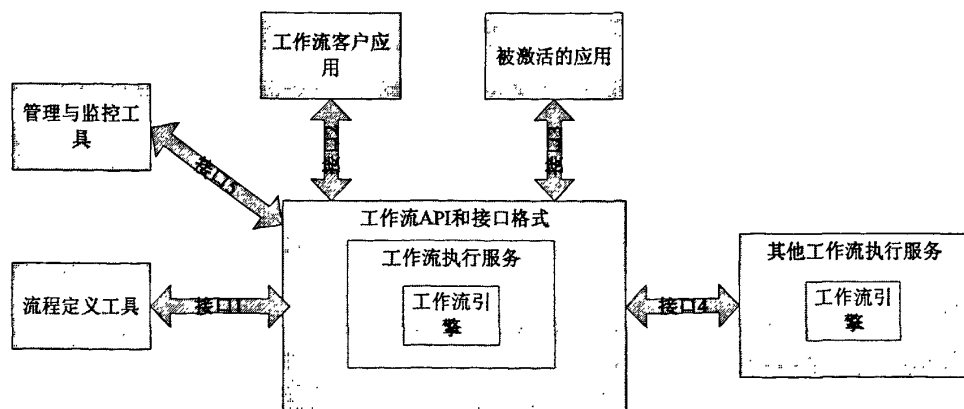 工作流客户应
用
被激活的应用
管理与监控工
具
接口5
工作流API和接口格式
工作流执行服务
工作流引
擎
流程定义工具
接口1
接口4
其他工作流执行服务
工作流引
擎